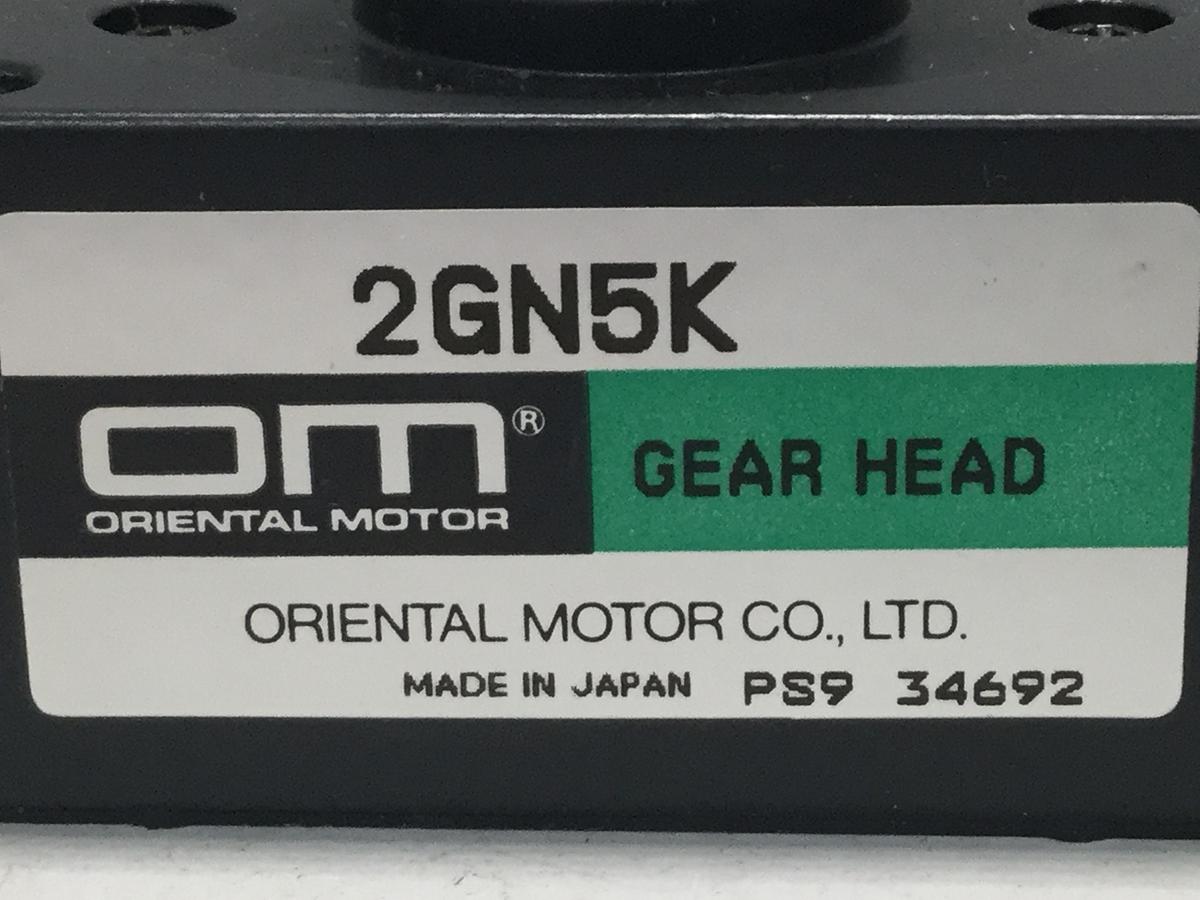 2GN5K
OM®
ORIENTAL MOTOR
GEAR HEAD
ORIENTAL MOTOR CO., LTD.
MADE IN JAPAN PS9 34692